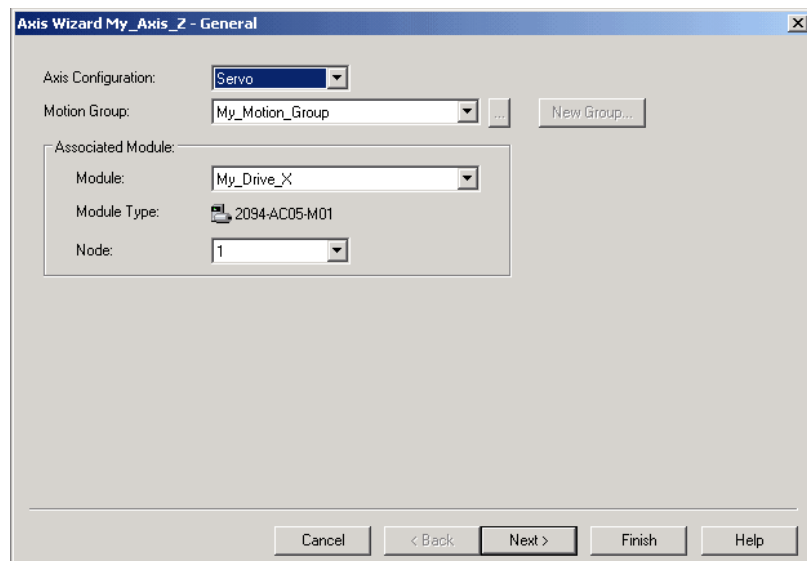 Axis Wizard My_Axis_Z - General
Axis Configuration: Servo
Motion Group: My_Motion_Group ... New Group...
Associated Module:
Module: My_Drive_X
Module Type: 2094-AC05-M01
Node: 1
Cancel < Back Next > Finish Help